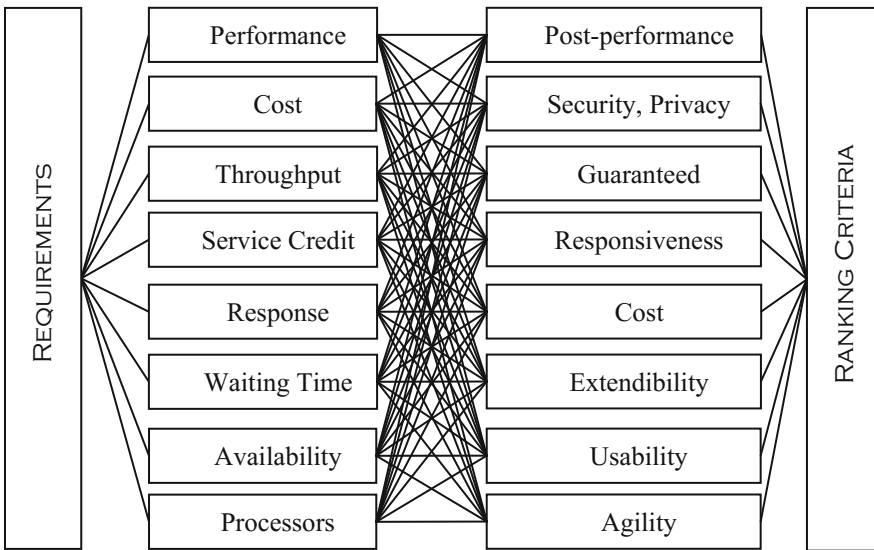 REQUIREMENTS
Performance
Cost
Throughput
Service Credit
Response
Waiting Time
Availability
Processors
Post-performance
Security, Privacy
Guaranteed
Responsiveness
Cost
Extendibility
Usability
Agility
RANKING CRITERIA